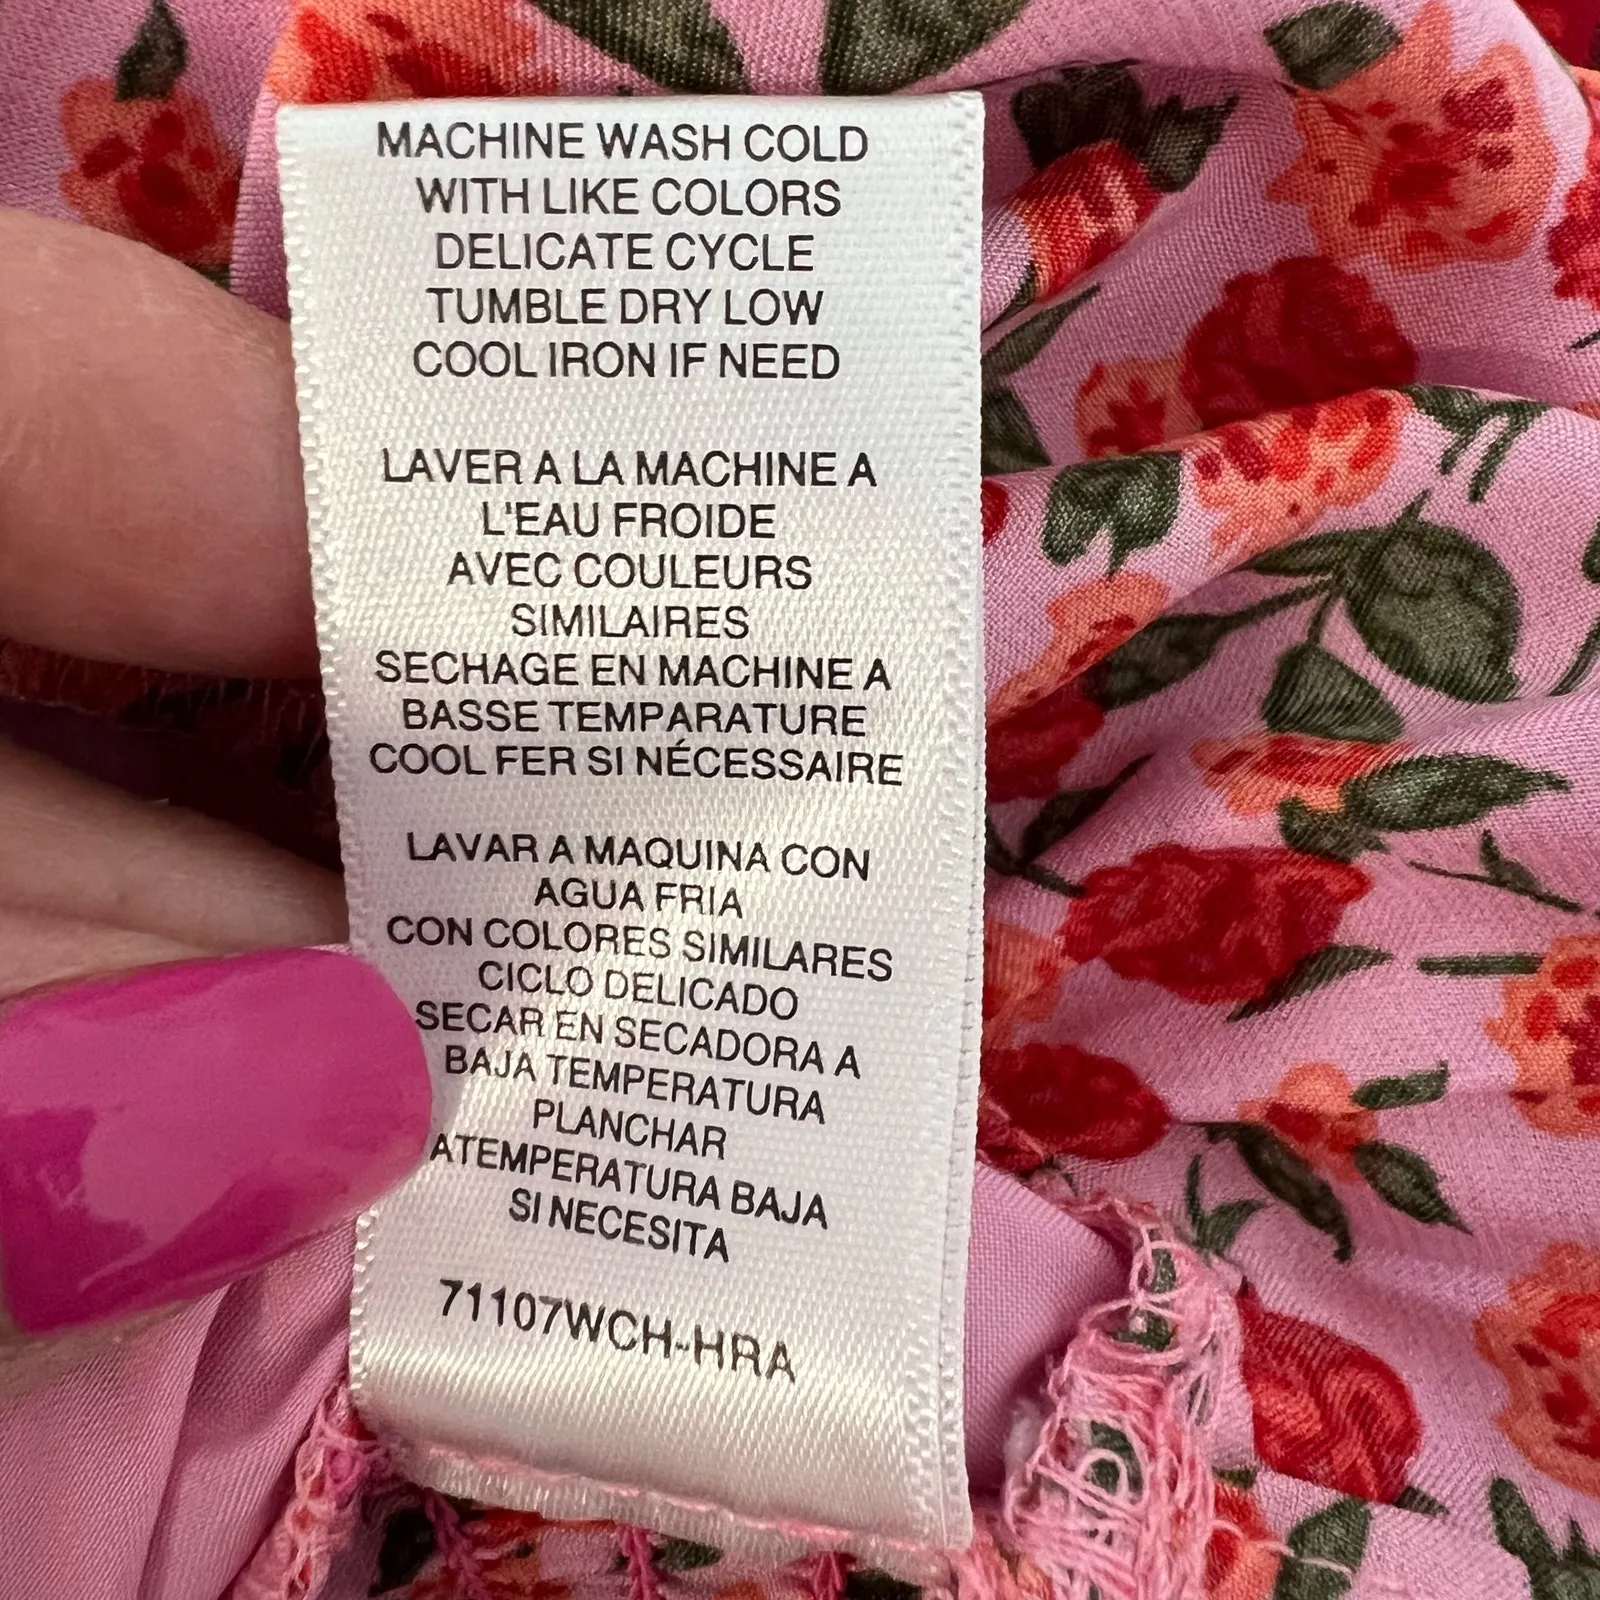 MACHINE WASH COLD
WITH LIKE COLORS
DELICATE CYCLE
TUMBLE DRY LOW
COOL IRON IF NEED
LAVER A LA MACHINE A
L'EAU FROIDE
AVEC COULEURS
SIMILAIRES
SECHAGE EN MACHINE A
BASSE TEMPARATURE
COOL FER SI NÉCESSAIRE
LAVAR A MAQUINA CON
AGUA FRIA
CON COLORES SIMILARES
CICLO DELICADO
SECAR EN SECADORA A
BAJA TEMPERATURA
PLANCHAR
ATEMPERATURA BAJA
SI NECESITA
71107WCH-HRA